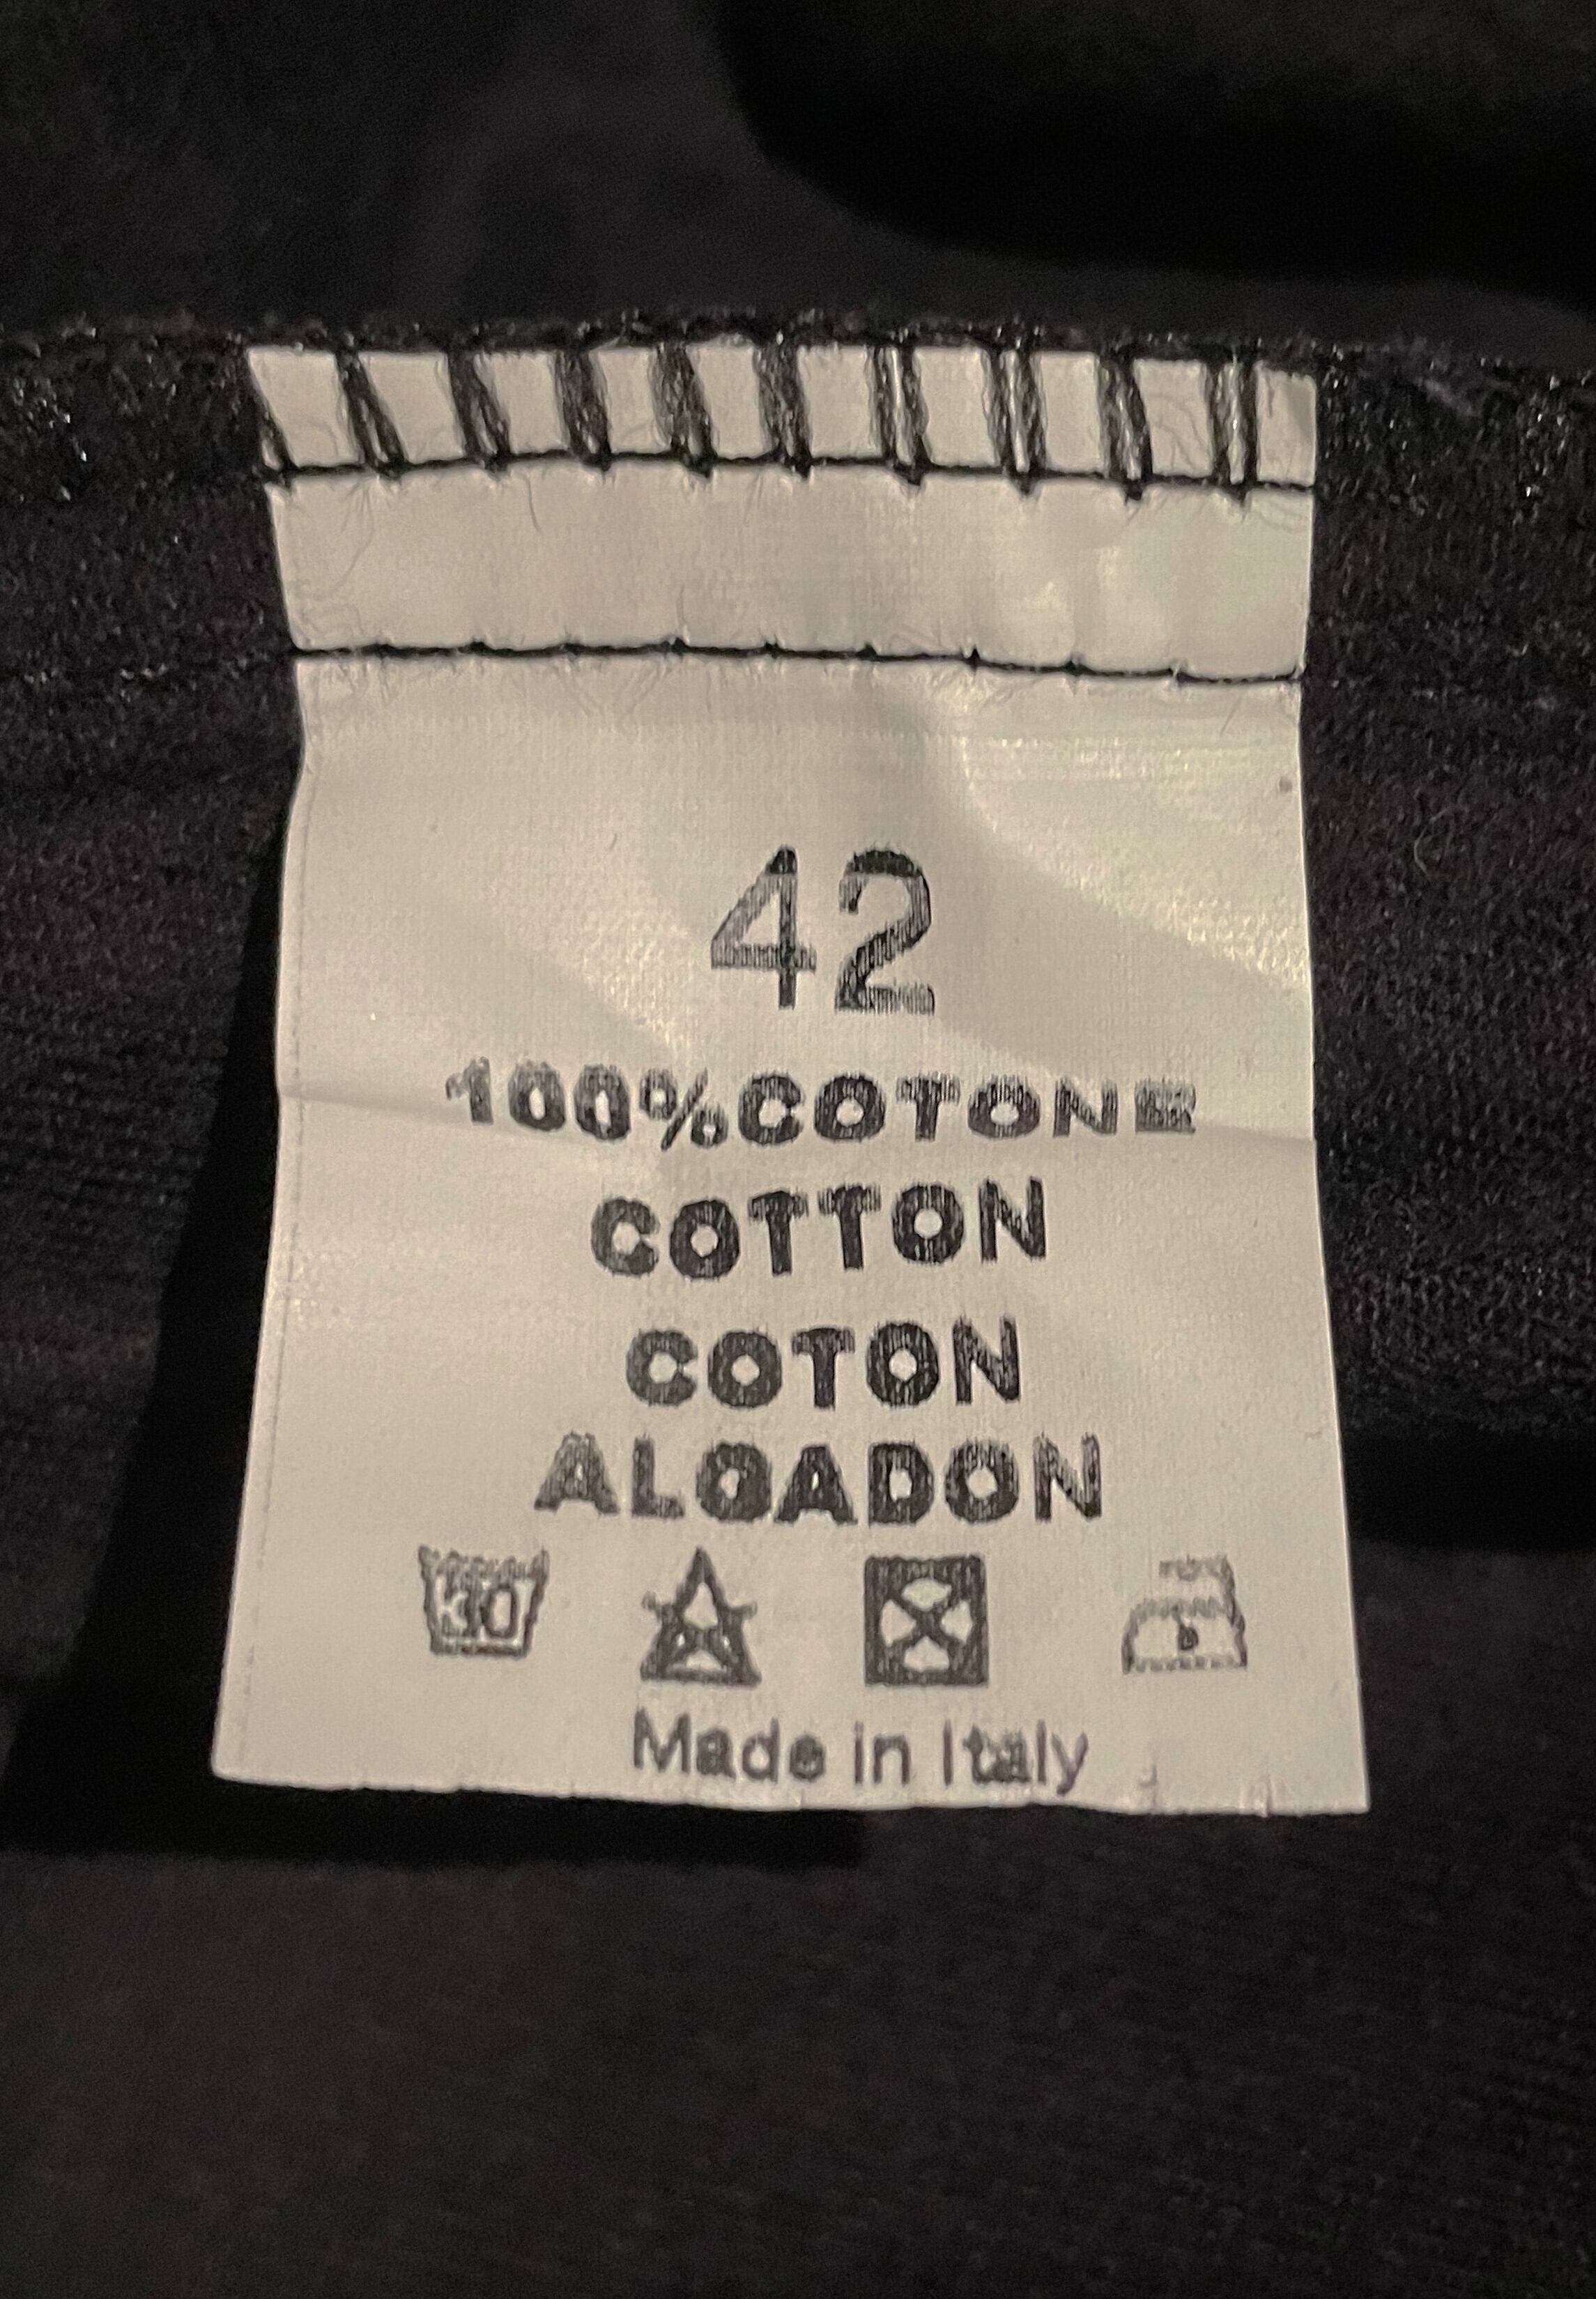 42
100%COTONE
COTTON
COTON
ALGADON
30
Made in Italy